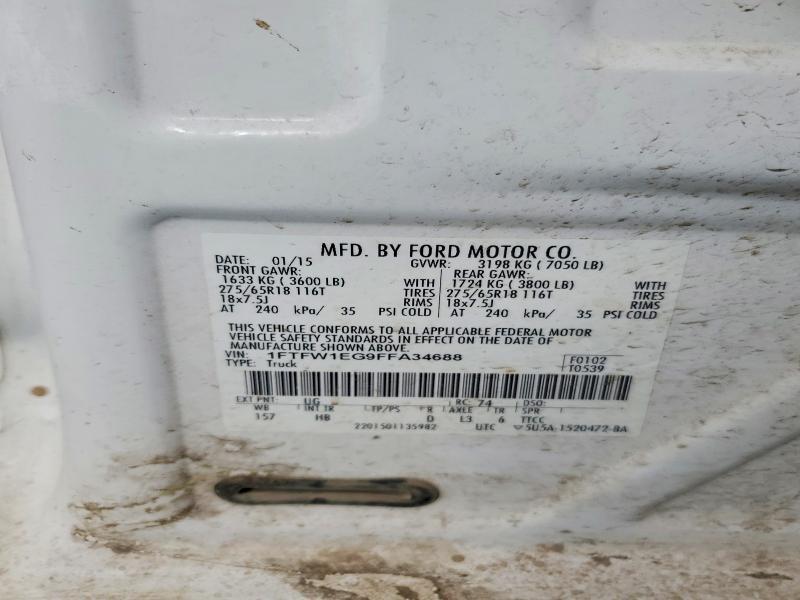 MFD. BY FORD MOTOR CO.
DATE: 01/15 GVWR: 3198 KG ( 7050 LB)
FRONT GAWR: REAR GAWR:
1633 KG ( 3600 LB) WITH 1724 KG ( 3800 LB) WITH
275/65R18 116T TIRES 275/65R18 116T TIRES
18x7.5J RIMS 18x7.5J RIMS
AT 240 kPa/ 35 PSI COLD AT 240 kPa/ 35 PSI COLD
THIS VEHICLE CONFORMS TO ALL APPLICABLE FEDERAL MOTOR
VEHICLE SAFETY STANDARDS IN EFFECT ON THE DATE OF
MANUFACTURE SHOWN ABOVE.
VIN: 1FTFW1EG9FFA34688 F0102
TYPE: Truck T0539
EXT PNT: UG RC: 74 DSO:
WB INT TR TP/PS R AXLE TR SPR
157 HB D L3 6 TTCC
2201501135982 UTC 5U5A-1520472-BA